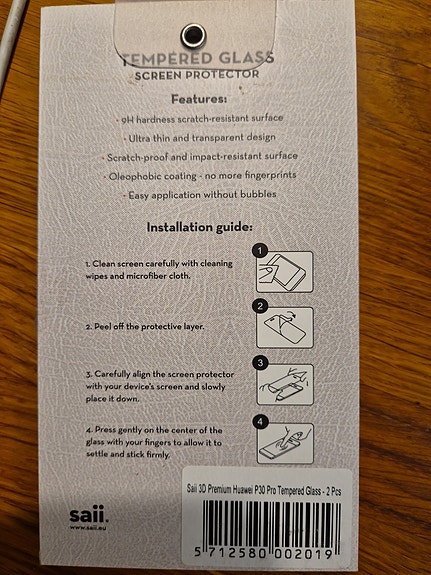 TEMPERED GLASS
SCREEN PROTECTOR
Features:
• 9H hardness scratch-resistant surface
• Ultra thin and transparent design
• Scratch-proof and impact-resistant surface
• Oleophobic coating - no more fingerprints
• Easy application without bubbles
Installation guide:
1. Clean screen carefully with cleaning
wipes and microfiber cloth.
1
2. Peel off the protective layer.
2
3. Carefully align the screen protector
with your device's screen and slowly
place it down.
3
4. Press gently on the center of the
glass with your fingers to allow it to
settle and stick firmly.
4
saii.
www.saii.eu
Saii 3D Premium Huawei P30 Pro Tempered Glass - 2 Pcs
5 712580 002019